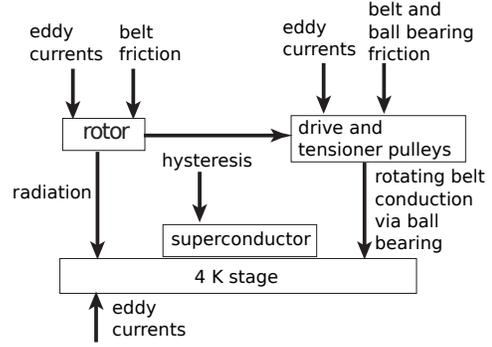 eddy
currents
belt
friction
eddy
currents
belt and
ball bearing
friction
rotor
drive and
tensioner pulleys
hysteresis
radiation
rotating belt
conduction
via ball
bearing
superconductor
4 K stage
eddy
currents